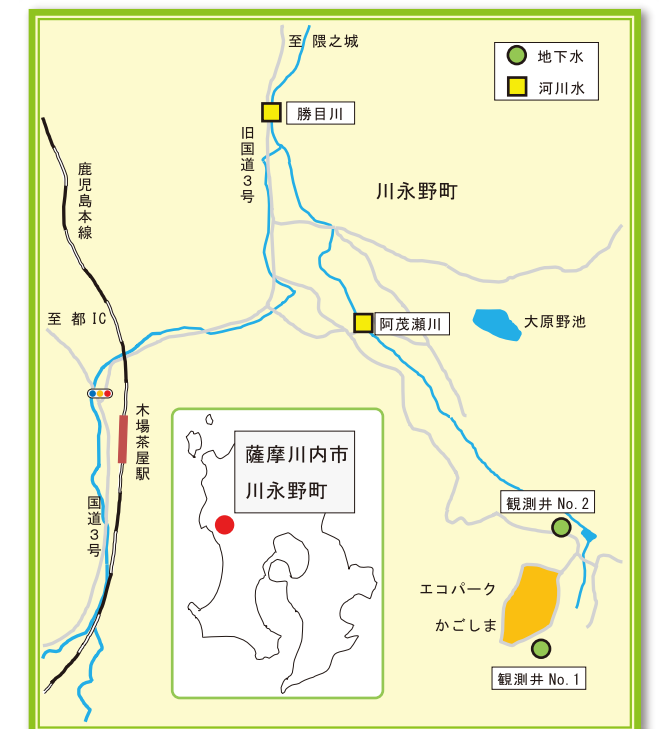 至 隈之城
地下水
河川水
勝目川
旧国道3号
川永野町
鹿児島本線
至 都IC
阿茂瀬川
大原野池
木場茶屋駅
薩摩川内市
川永野町
国道3号
観測井 No.2
エコパーク
かごしま
観測井 No.1